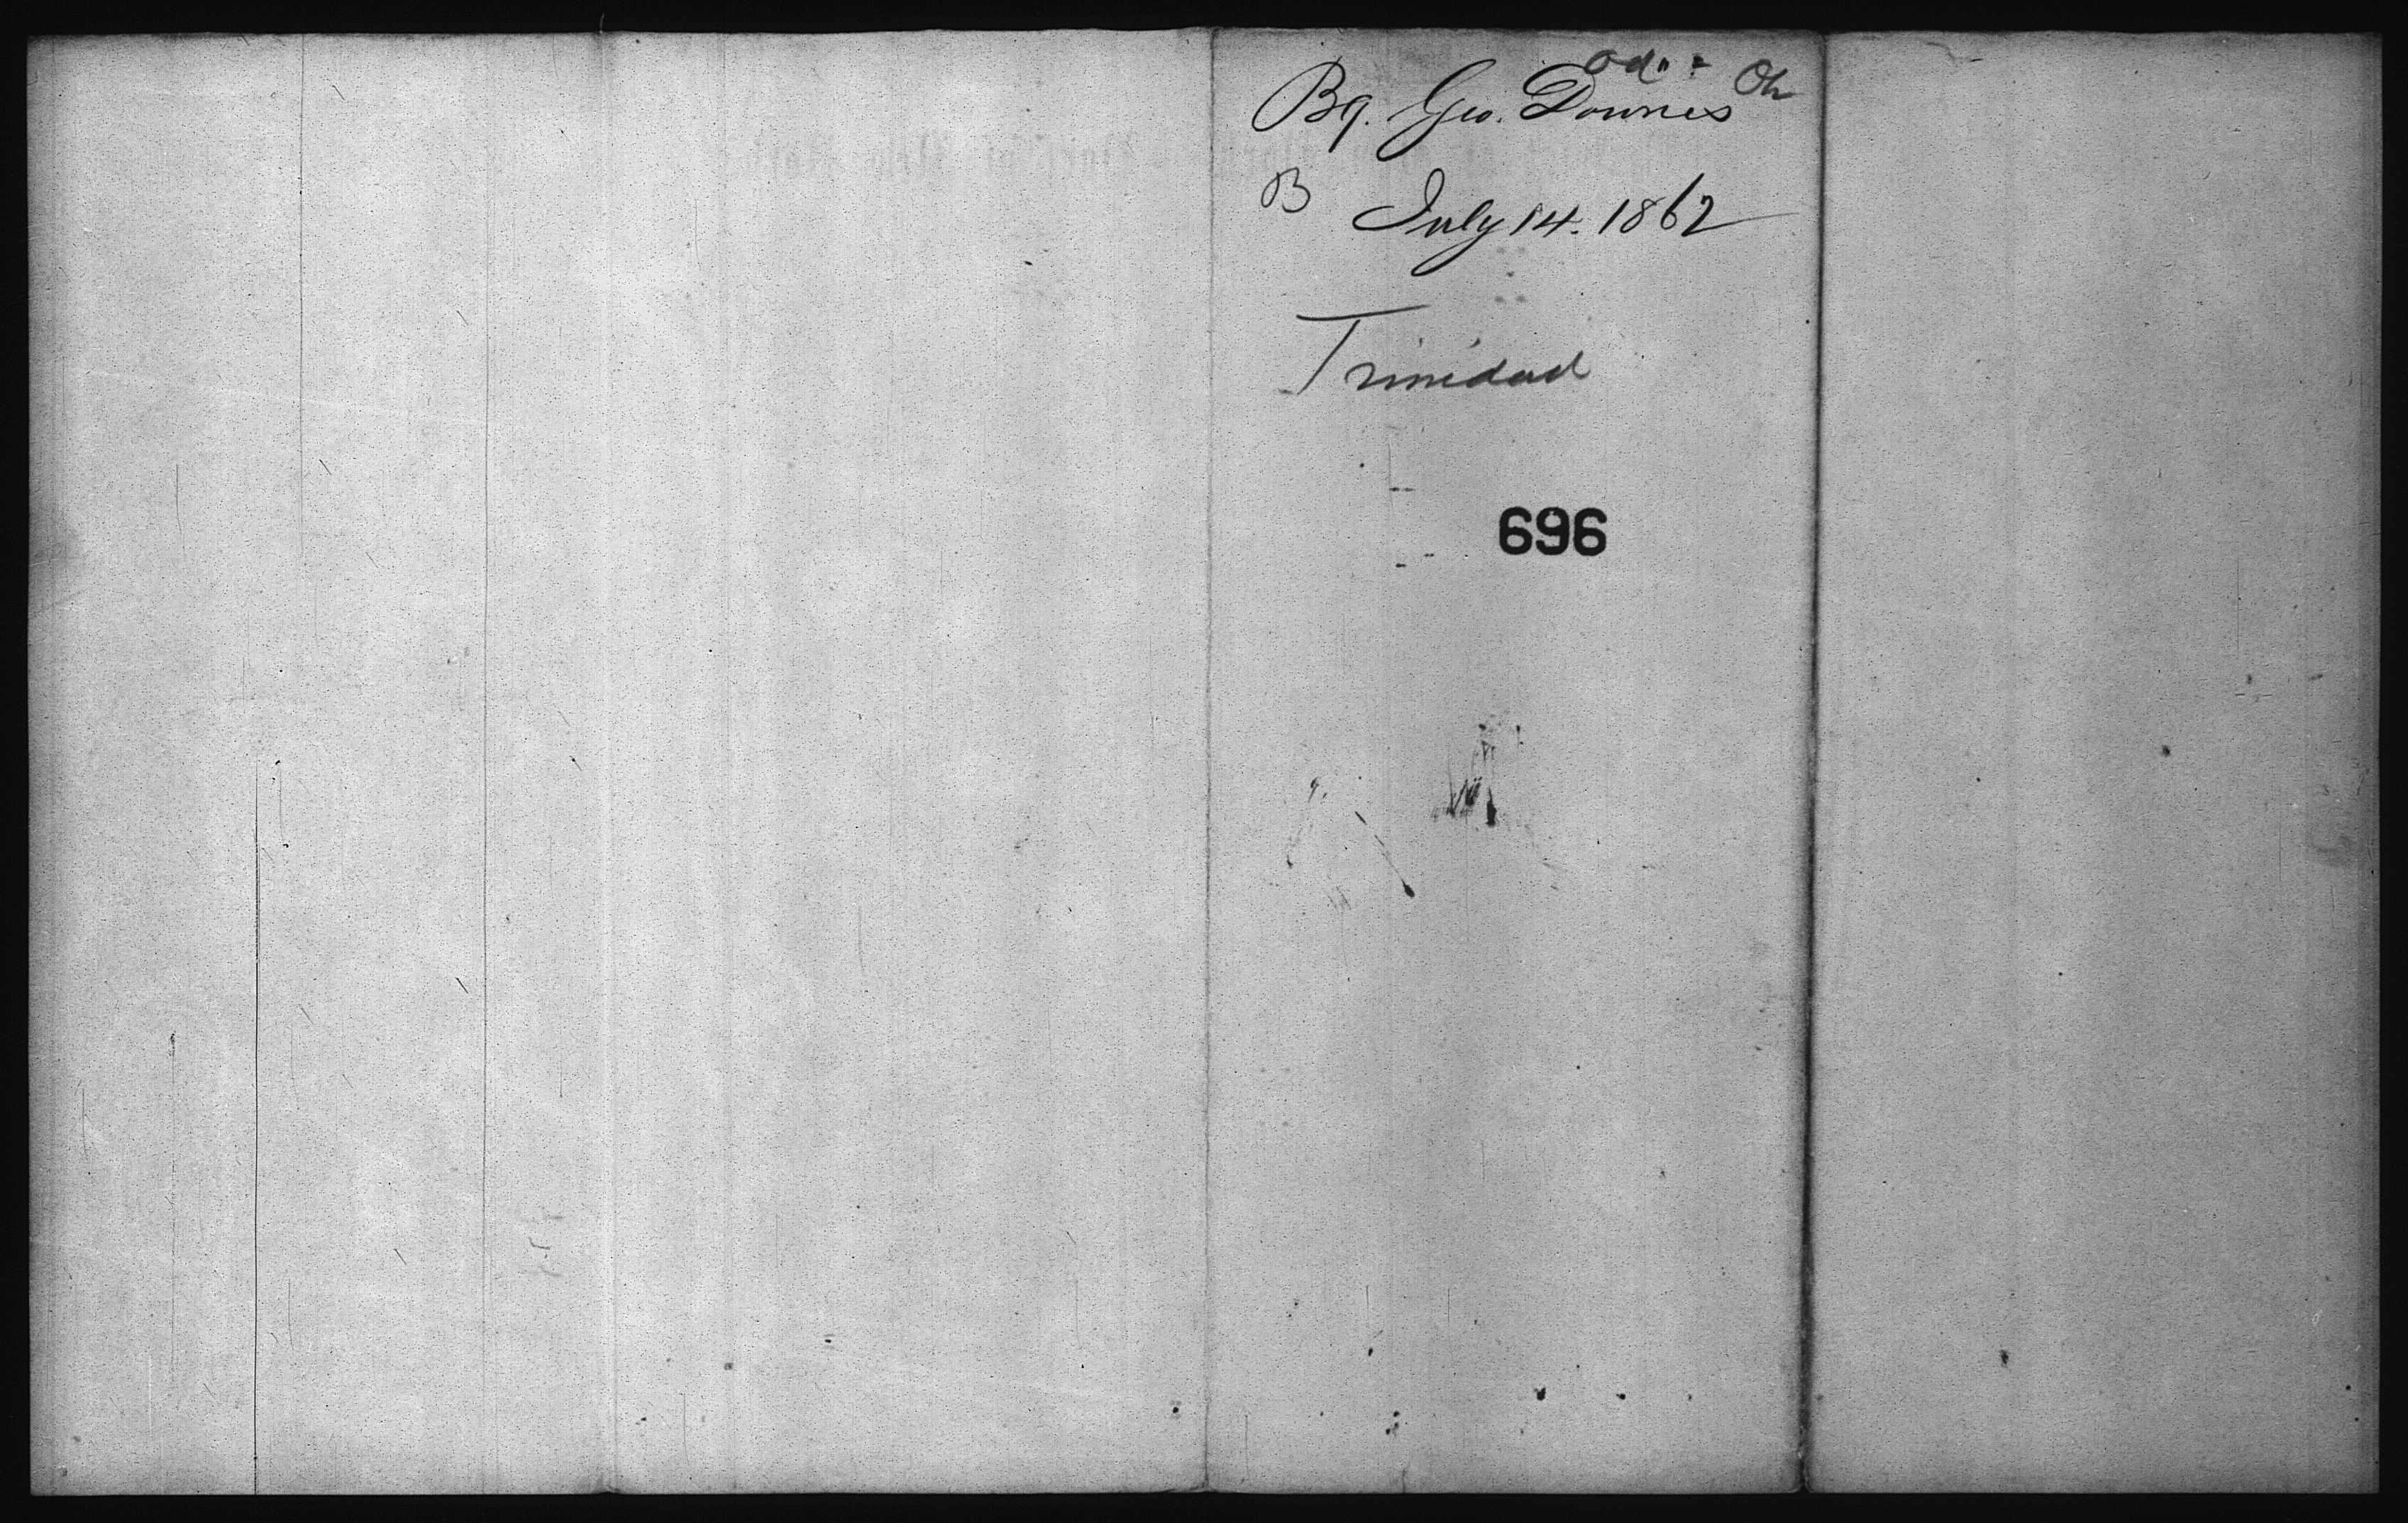 Bq. Geo. Downes
B July 14. 1862
Trinidad
696